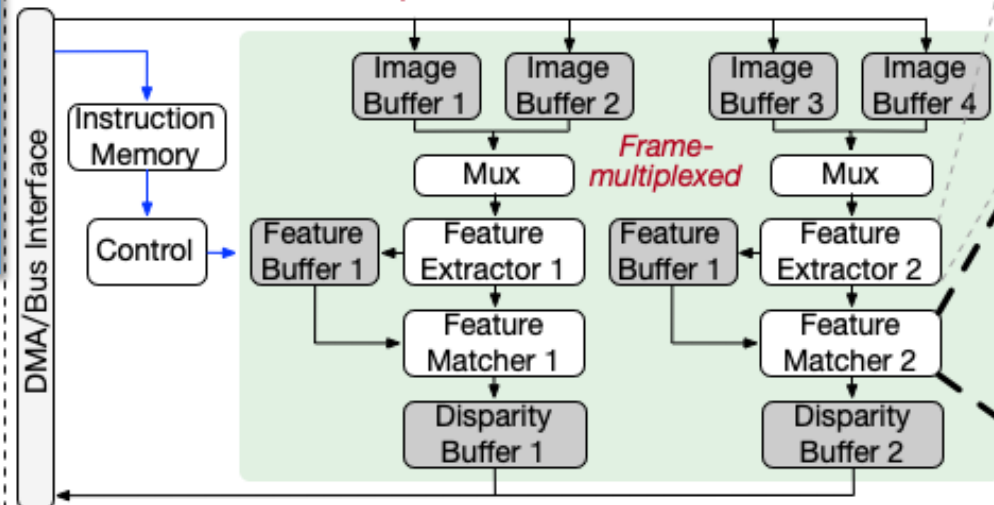 DMA/Bus Interface
Instruction
Memory
Control
Image
Buffer 1
Image
Buffer 2
Image
Buffer 3
Image
Buffer 4
Mux
Frame-
multiplexed
Mux
Feature
Buffer 1
Feature
Extractor 1
Feature
Buffer 1
Feature
Extractor 2
Feature
Matcher 1
Feature
Matcher 2
Disparity
Buffer 1
Disparity
Buffer 2